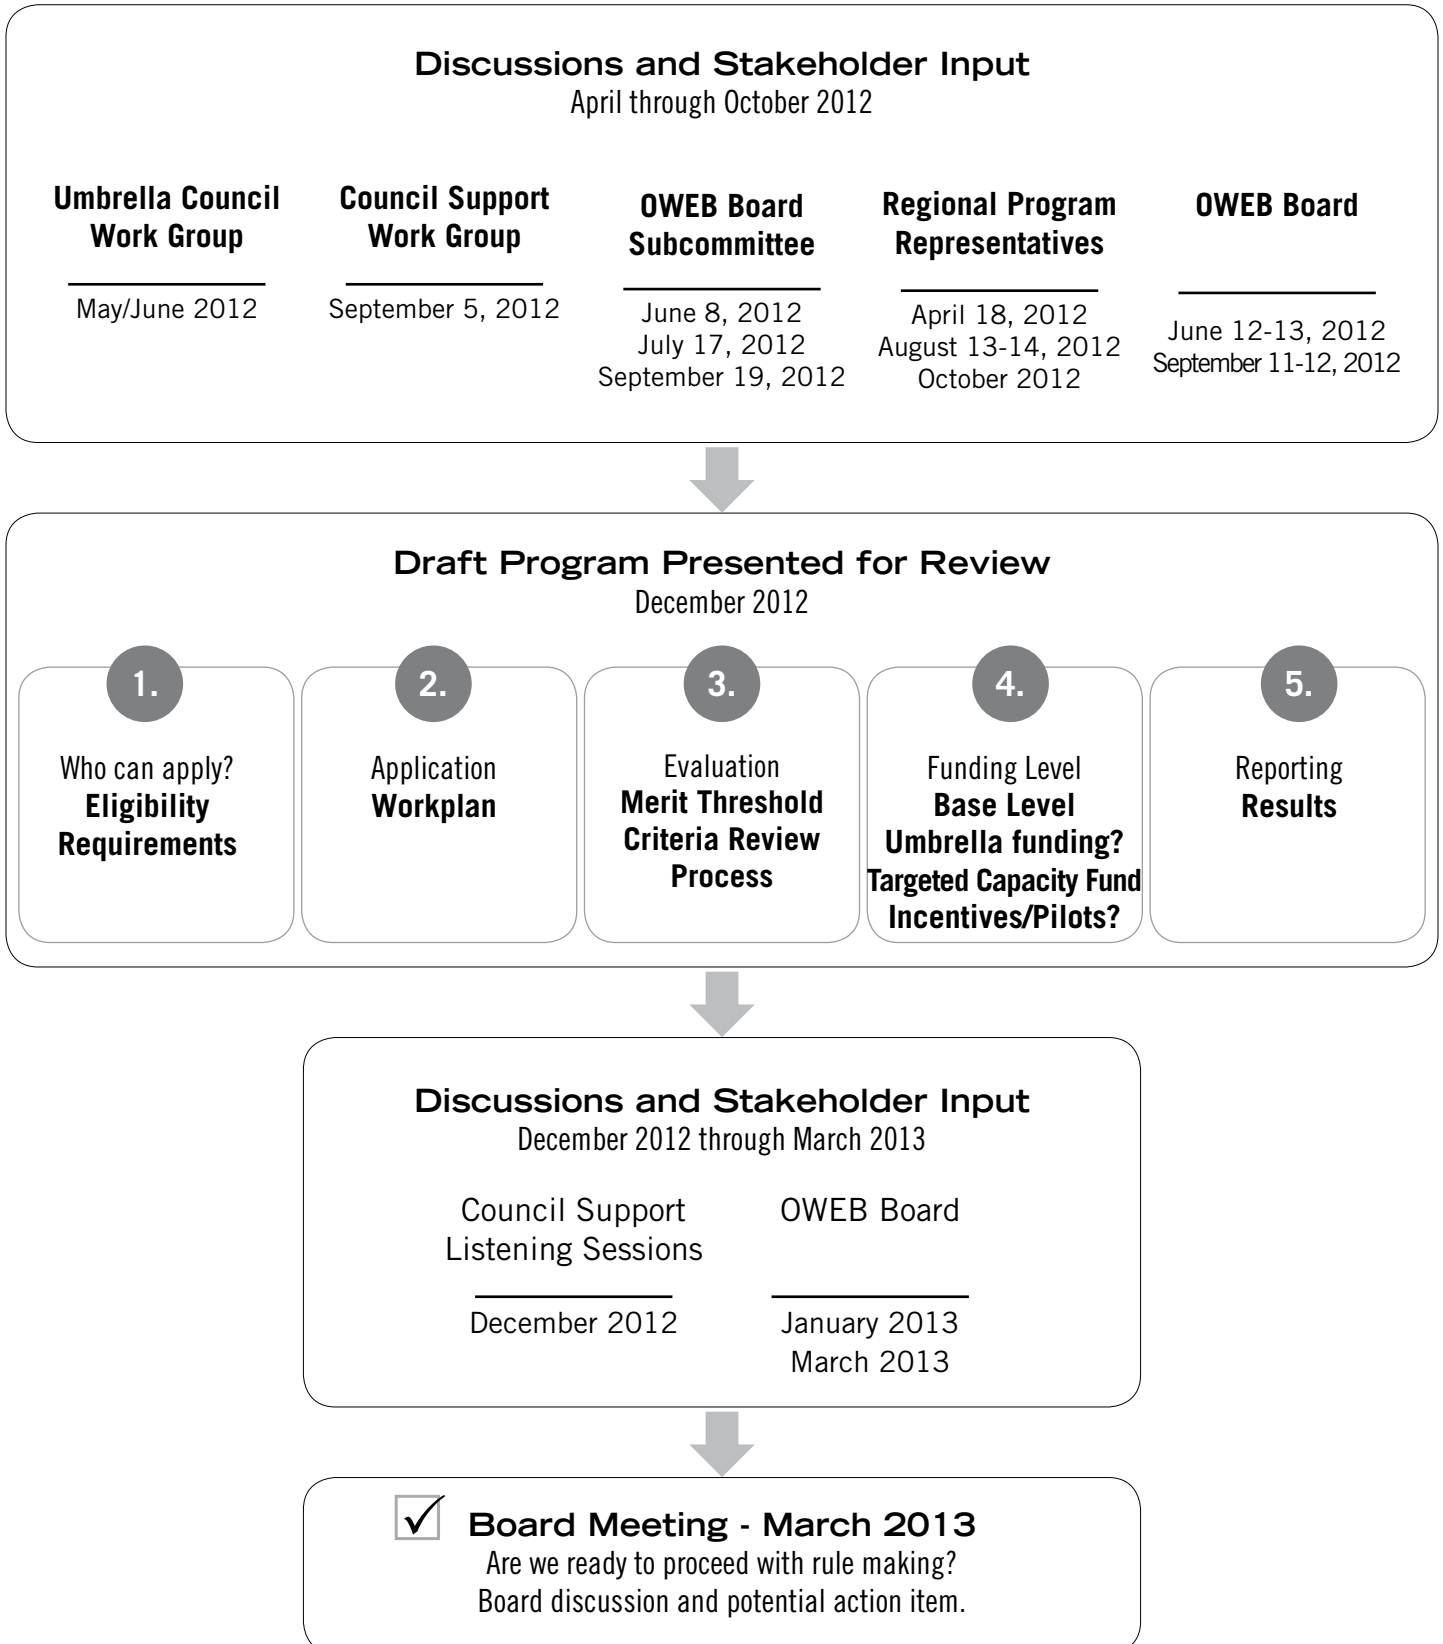 Discussions and Stakeholder Input
April through October 2012
Umbrella Council
Work Group
May/June 2012
Council Support
Work Group
September 5, 2012
OWEB Board
Subcommittee
June 8, 2012
July 17, 2012
September 19, 2012
Regional Program
Representatives
April 18, 2012
August 13-14, 2012
October 2012
OWEB Board
June 12-13, 2012
September 11-12, 2012
Draft Program Presented for Review
December 2012
1.
Who can apply?
Eligibility
Requirements
2.
Application
Workplan
3.
Evaluation
Merit Threshold
Criteria Review
Process
4.
Funding Level
Base Level
Umbrella funding?
Targeted Capacity Fund
Incentives/Pilots?
5.
Reporting
Results
Discussions and Stakeholder Input
December 2012 through March 2013
Council Support
Listening Sessions
December 2012
OWEB Board
January 2013
March 2013
Board Meeting - March 2013
Are we ready to proceed with rule making?
Board discussion and potential action item.